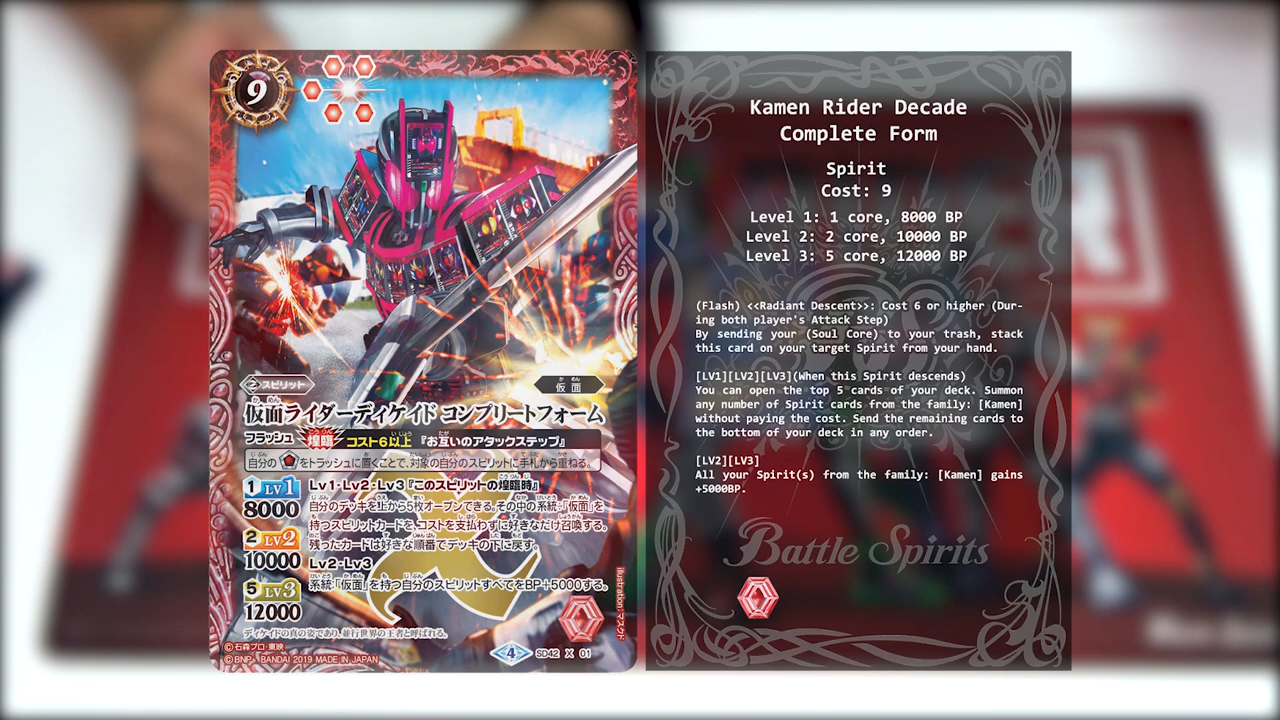 9
②スピリット
仮面
仮面ライダーディケイド コンプリートフォーム
フラッシュ 煌臨 コスト6以上 『お互いのアタックステップ』
自分の をトラッシュに置くことで、対象の自分のスピリットに手札から重ねる。
1 LV1
8000
2 LV2
10000
5 LV3
12000
Lv1・Lv2・Lv3『このスピリットの煌臨時』
自分のデッキを上から5枚オープンできる。その中の系統:「仮面」を
持つスピリットカードを、コストを支払わずに好きなだけ召喚する。
残ったカードは好きな順番でデッキの下に戻す。
Lv2・Lv3
系統:「仮面」を持つ自分のスピリットすべてをBP+5000する。
ディケイドの真の姿であり、並行世界の王者と呼ばれる。
©石森プロ・東映
©BNP・BANDAI 2019 MADE IN JAPAN
4
SD42 X 01
illustration:マスクド
Kamen Rider Decade
Complete Form
Spirit
Cost: 9
Level 1: 1 core, 8000 BP
Level 2: 2 core, 10000 BP
Level 3: 5 core, 12000 BP
(Flash) <<Radiant Descent>>: Cost 6 or higher (Dur-
ing both player's Attack Step)
By sending your (Soul Core) to your trash, stack
this card on your target Spirit from your hand.
[LV1][LV2][LV3](When this Spirit descends)
You can open the top 5 cards of your deck. Summon
any number of Spirit cards from the family: [Kamen]
without paying the cost. Send the remaining cards to
the bottom of your deck in any order.
[LV2][LV3]
All your Spirit(s) from the family: [Kamen] gains
+5000BP.
Battle Spirits